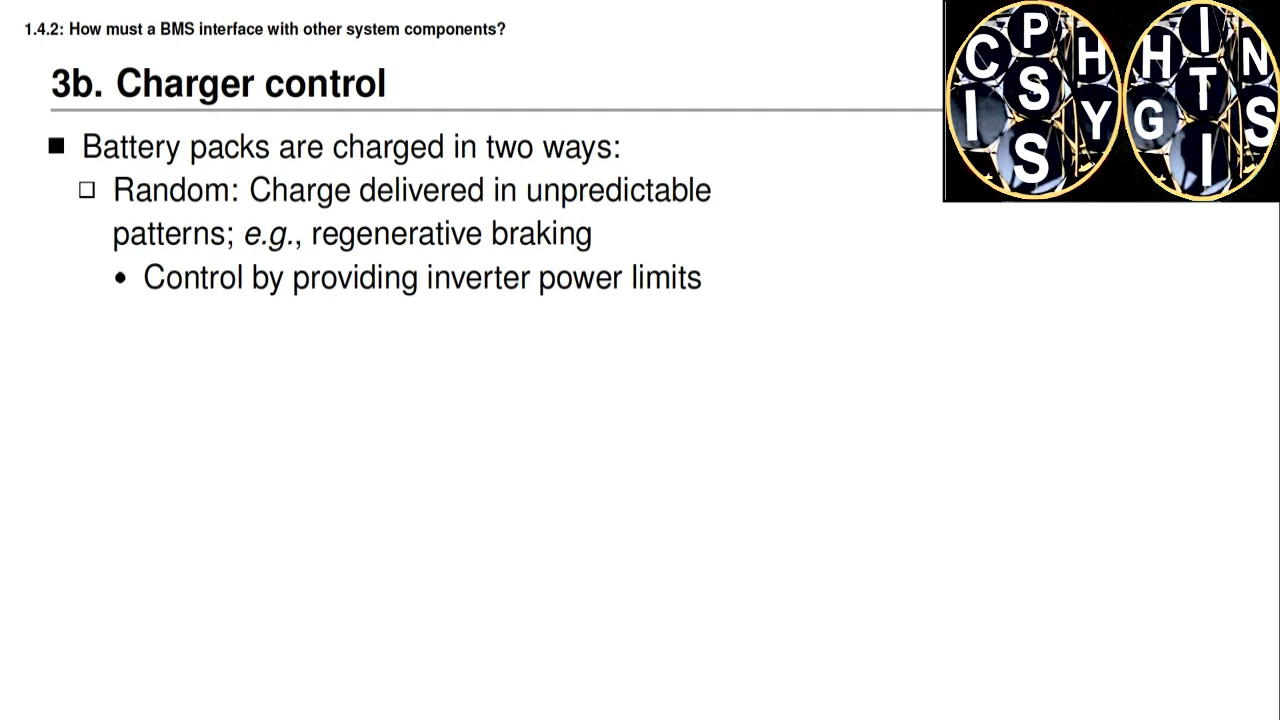 1.4.2: How must a BMS interface with other system components?
3b. Charger control
Battery packs are charged in two ways:
Random: Charge delivered in unpredictable
patterns; e.g., regenerative braking
Control by providing inverter power limits
P
C H
S
I Y
S
I
H N
T
G S
I